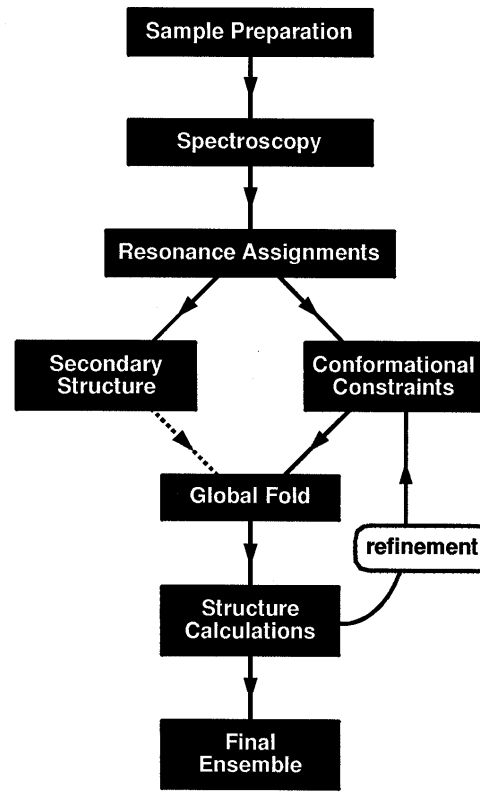 Sample Preparation
Spectroscopy
Resonance Assignments
Secondary
Structure
Conformational
Constraints
Global Fold
refinement
Structure
Calculations
Final
Ensemble